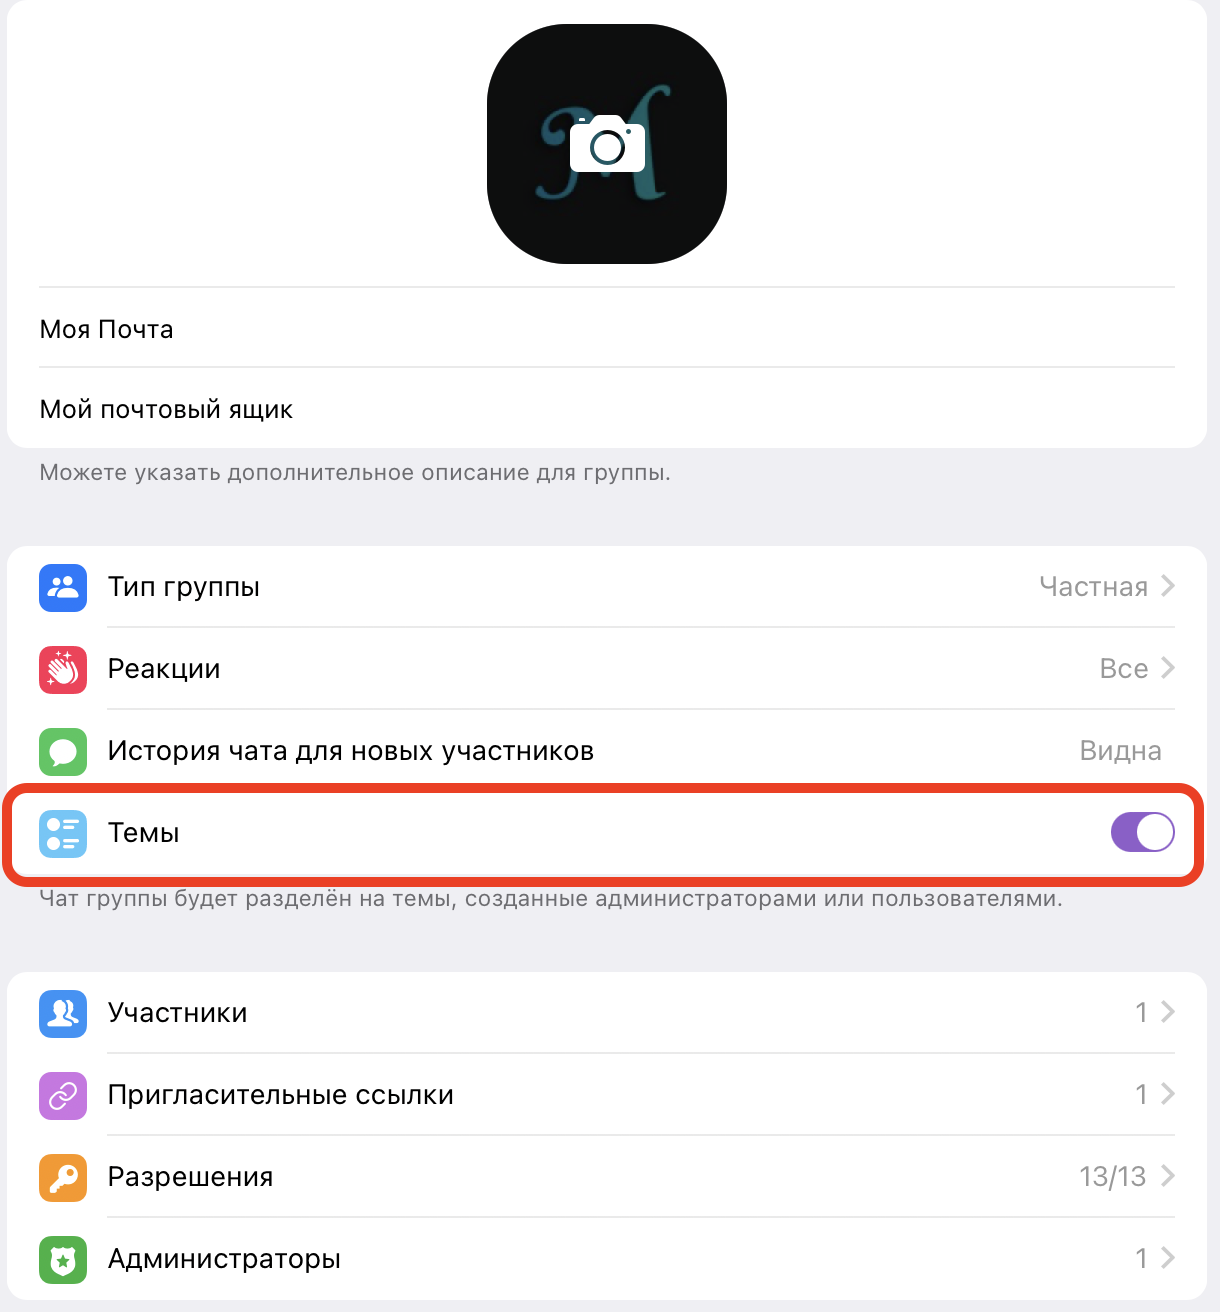 Моя Почта
Мой почтовый ящик
Можете указать дополнительное описание для группы.
Тип группы Частная
Реакции Все
История чата для новых участников Видна
Темы
Чат группы будет разделён на темы, созданные администраторами или пользователями.
Участники 1
Пригласительные ссылки 1
Разрешения 13/13
Администраторы 1